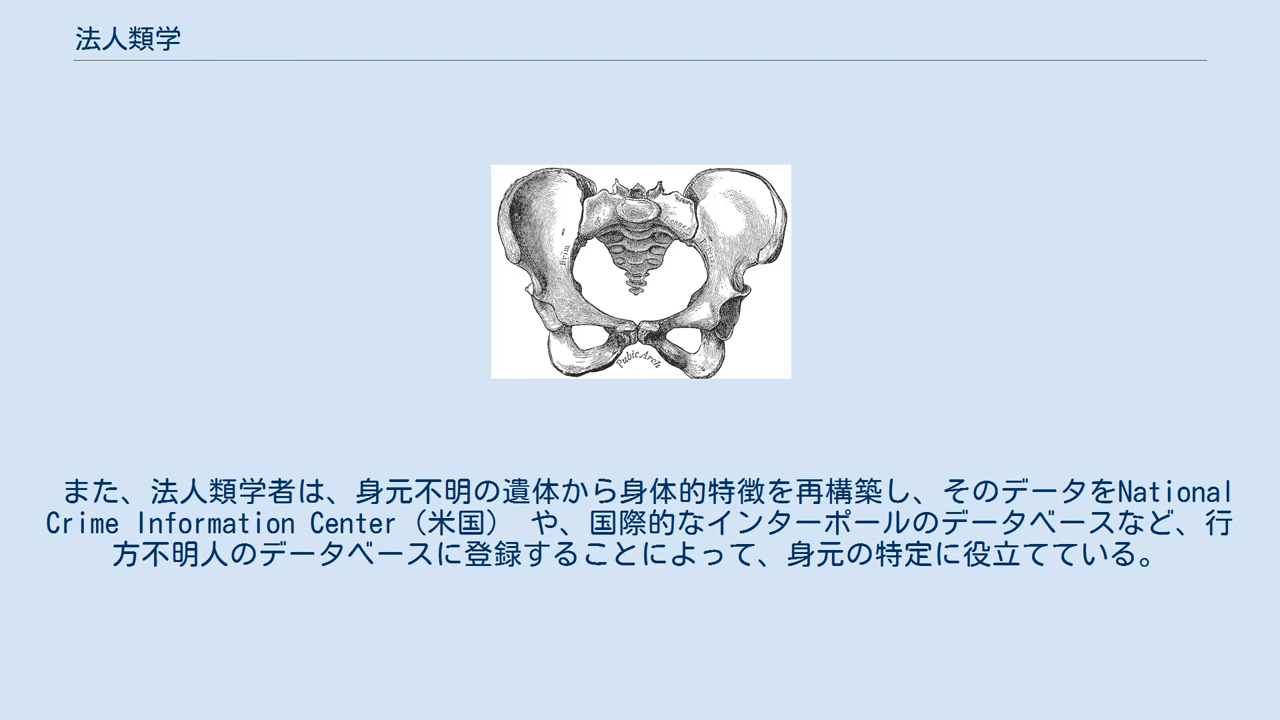 法人類学
Brim
Pubic Arch
また、法人類学者は、身元不明の遺体から身体的特徴を再構築し、そのデータをNational
Crime Information Center（米国） や、国際的なインターポールのデータベースなど、行
方不明人のデータベースに登録することによって、身元の特定に役立てている。